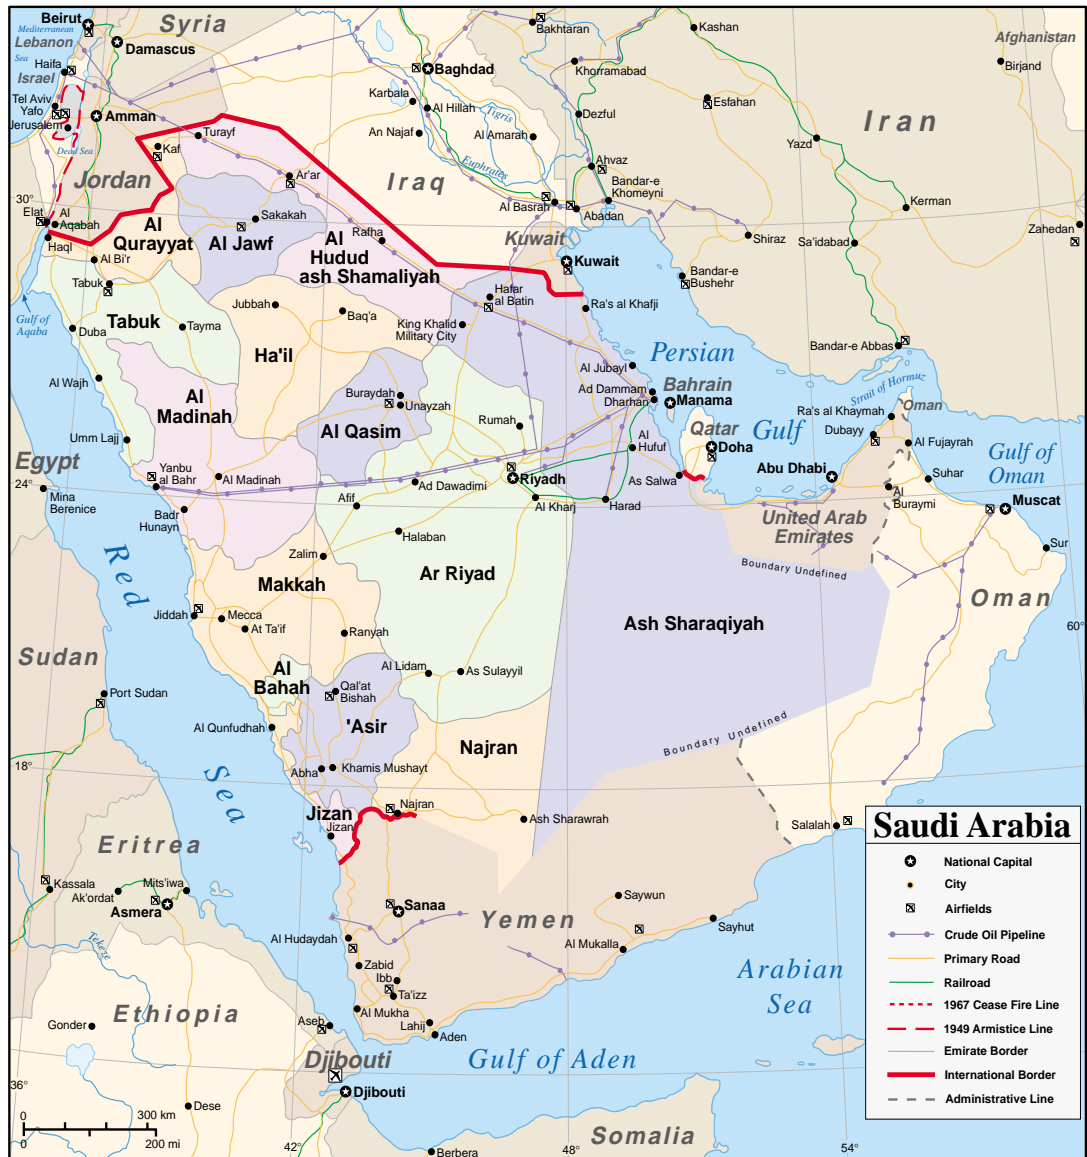 Beirut
Mediterranean
Sea
Lebanon
Syria
Damascus
Haifa
Israel
Tel Aviv
Yafo
Jerusalem
Amman
Dead Sea
Jordan
Elat
Al
Aqabah
Haql
Gulf of
Aqaba
Baghdad
Karbala
Al Hillah
An Najaf
Al Amarah
Tigris
Euphrates
Iraq
Al Basrah
Bakhtaran
Khorramabad
Dezful
Ahvaz
Bandar-e
Khomeyni
Abadan
Kashan
Esfahan
Yazd
Iran
Kerman
Shiraz
Sa'idabad
Bandar-e
Bushehr
Bandar-e Abbas
Afghanistan
Birjand
Zahedan
Kuwait
Kuwait
Turayf
Kaf
Ar'ar
Sakakah
Rafha
Al
Qurayyat
Al Jawf
Al
Hudud
ash Shamaliyah
Al Bi'r
Tabuk
Tabuk
Duba
Tayma
Jubbah
Baq'a
Ha'il
King Khalid
Military City
Hafar
al Batin
Ra's al Khafji
Al Jubayl
Persian
Gulf
Bahrain
Manama
Ad Dammam
Dharhan
Qatar
Doha
Al Wajh
Al
Madinah
Buraydah
Unayzah
Al Qasim
Rumah
Al
Hufuf
As Salwa
Strait of Hormuz
Ra's al Khaymah
Oman
Dubayy
Al Fujayrah
Abu Dhabi
Gulf of
Oman
Suhar
Al
Buraymi
Muscat
Sur
Umm Lajj
Yanbu
al Bahr
Al Madinah
Badr
Hunayn
Afif
Ad Dawadimi
Riyadh
Al Kharj
Harad
Egypt
Mina
Berenice
Halaban
Zalim
Makkah
Ar Riyad
United Arab
Emirates
Boundary Undefined
Ash Sharaqiyah
Oman
Red
Sea
Jiddah
Mecca
At Ta'if
Ranyah
Al Lidam
As Sulayyil
Al
Bahah
Qal'at
Bishah
'Asir
Al Qunfudhah
Najran
Boundary Undefined
Abha
Khamis Mushayt
Jizan
Jizan
Najran
Ash Sharawrah
Salalah
Sudan
Port Sudan
Eritrea
Kassala
Ak'ordat
Mits'iwa
Asmera
Tekeze
Ethiopia
Gonder
Dese
Aseb
Djibouti
Djibouti
Somalia
Berbera
Sanaa
Yemen
Saywun
Sayhut
Al Mukalla
Al Hudaydah
Zabid
Ibb
Ta'izz
Al Mukha
Lahij
Aden
Gulf of Aden
Arabian
Sea
30°
24°
18°
36°
42°
48°
54°
60°
0
300 km
0
200 mi
Saudi Arabia
National Capital
City
Airfields
Crude Oil Pipeline
Primary Road
Railroad
1967 Cease Fire Line
1949 Armistice Line
Emirate Border
International Border
Administrative Line